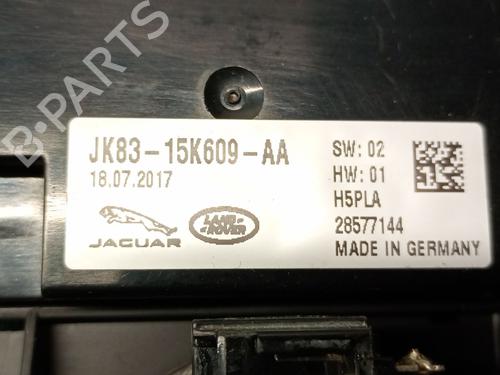 B-PARTS
JK83-15K609-AA
18.07.2017
JAGUAR
LAND ROVER
SW: 02
HW: 01
H5PLA
28577144
MADE IN GERMANY